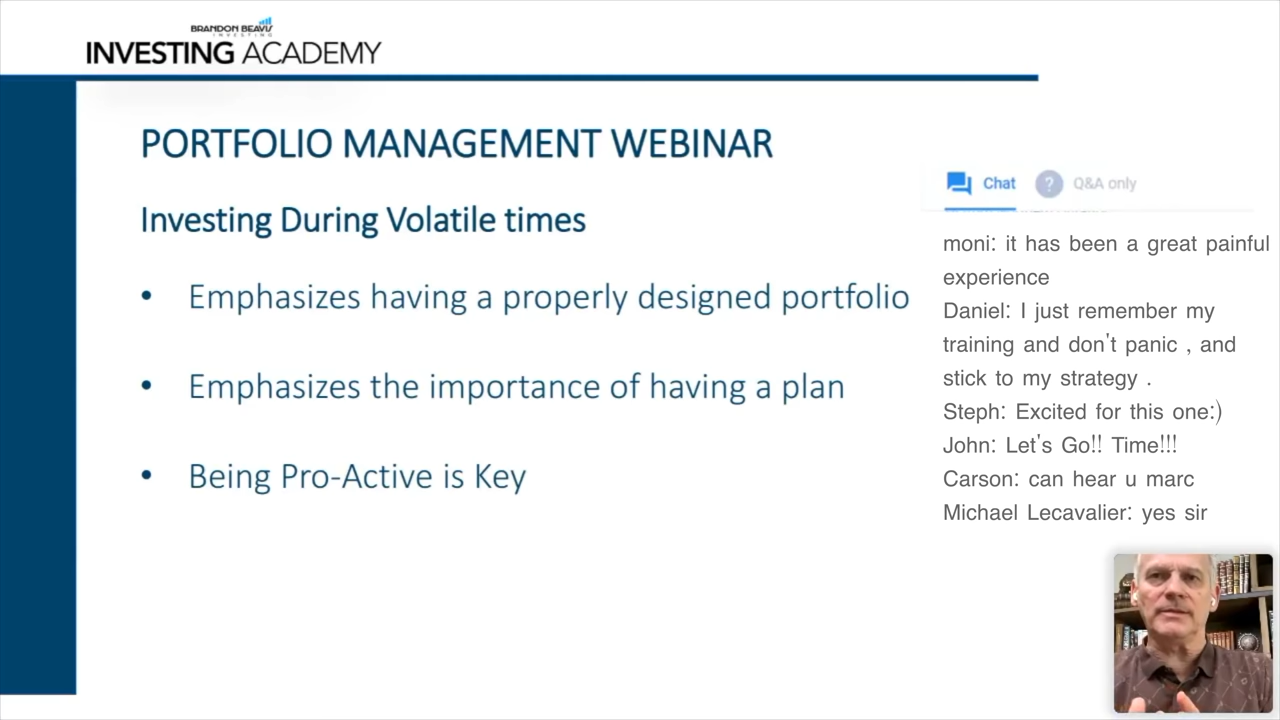 BRANDON BEAVIS
INVESTING
INVESTING ACADEMY
PORTFOLIO MANAGEMENT WEBINAR
Investing During Volatile times
• Emphasizes having a properly designed portfolio
• Emphasizes the importance of having a plan
• Being Pro-Active is Key
Chat ? Q&A only
moni: it has been a great painful
experience
Daniel: I just remember my
training and don't panic , and
stick to my strategy .
Steph: Excited for this one:)
John: Let's Go!! Time!!!
Carson: can hear u marc
Michael Lecavalier: yes sir